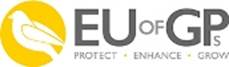 EU OF GPs
PROTECT · ENHANCE · GROW